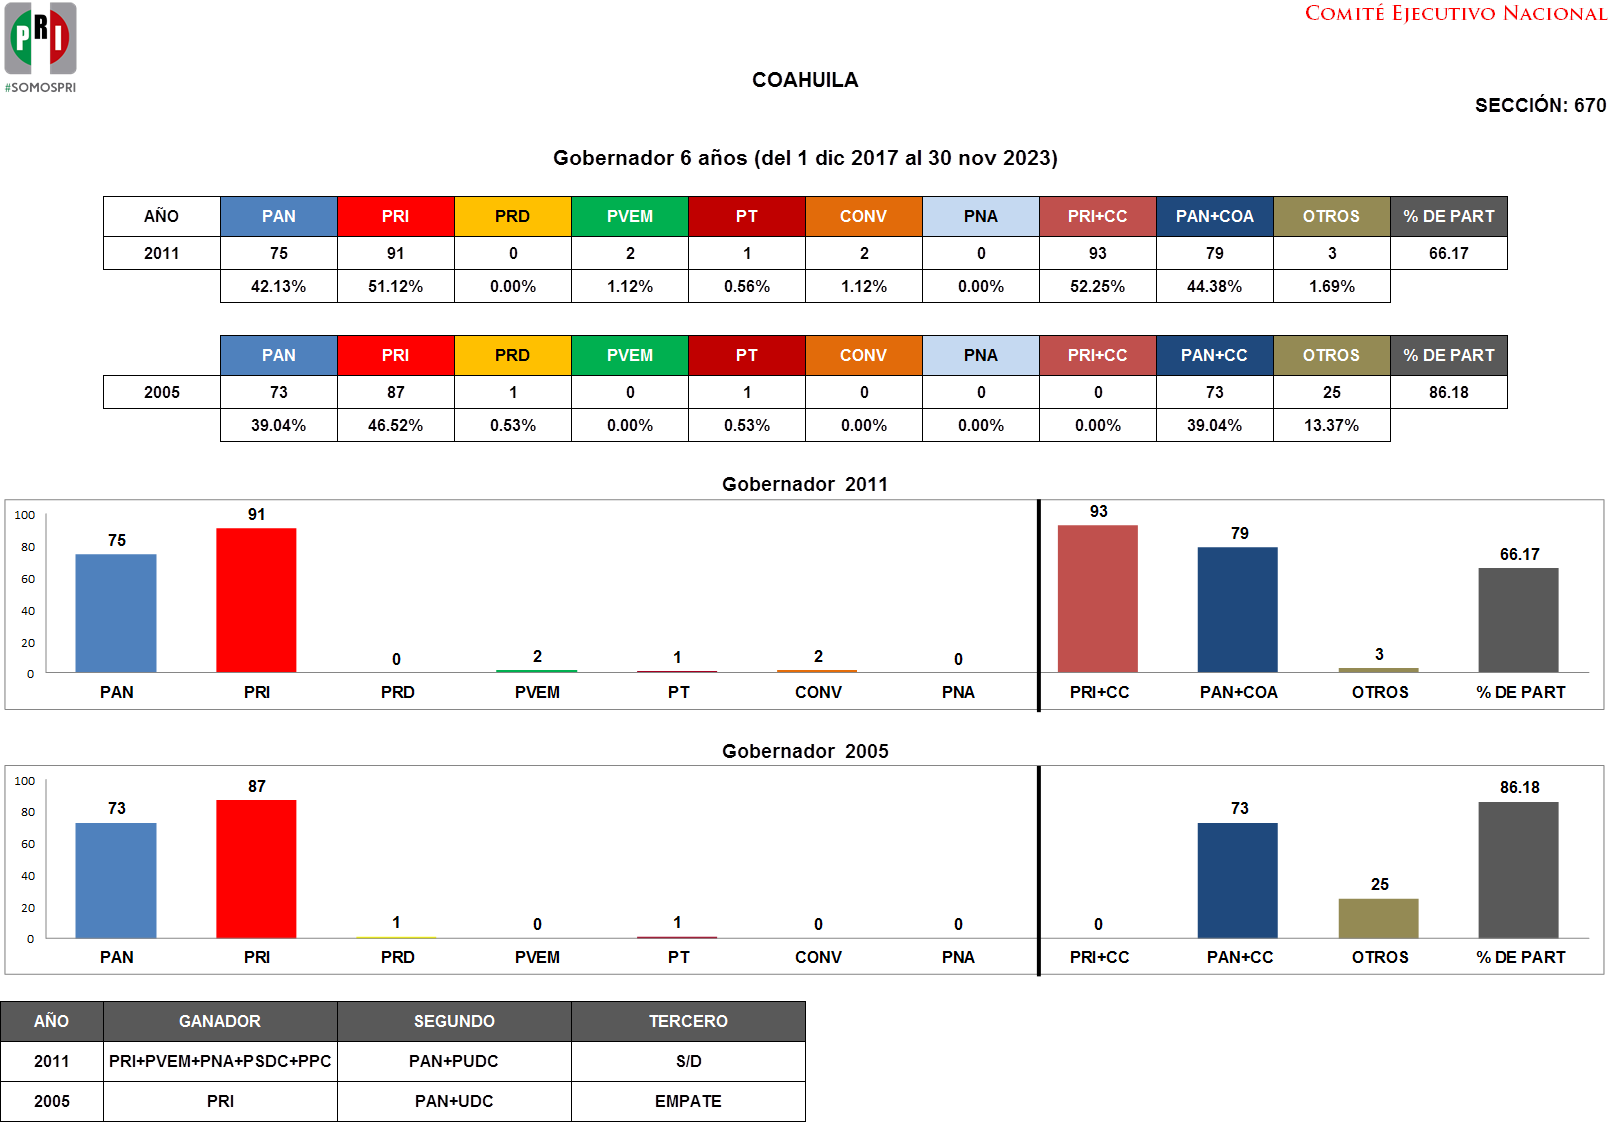 PRI
#SOMOSPRI
COMITÉ EJECUTIVO NACIONAL
COAHUILA
SECCIÓN: 670
Gobernador 6 años (del 1 dic 2017 al 30 nov 2023)
AÑO PAN PRI PRD PVEM PT CONV PNA PRI+CC PAN+COA OTROS % DE PART
2011 75 91 0 2 1 2 0 93 79 3 66.17
42.13% 51.12% 0.00% 1.12% 0.56% 1.12% 0.00% 52.25% 44.38% 1.69%
PAN PRI PRD PVEM PT CONV PNA PRI+CC PAN+CC OTROS % DE PART
2005 73 87 1 0 1 0 0 0 73 25 86.18
39.04% 46.52% 0.53% 0.00% 0.53% 0.00% 0.00% 0.00% 39.04% 13.37%
Gobernador 2011
100
80
60
40
20
0
75 91 0 2 1 2 0 93 79 3 66.17
PAN PRI PRD PVEM PT CONV PNA PRI+CC PAN+COA OTROS % DE PART
Gobernador 2005
100
80
60
40
20
0
73 87 1 0 1 0 0 0 73 25 86.18
PAN PRI PRD PVEM PT CONV PNA PRI+CC PAN+CC OTROS % DE PART
AÑO GANADOR SEGUNDO TERCERO
2011 PRI+PVEM+PNA+PSDC+PPC PAN+PUDC S/D
2005 PRI PAN+UDC EMPATE